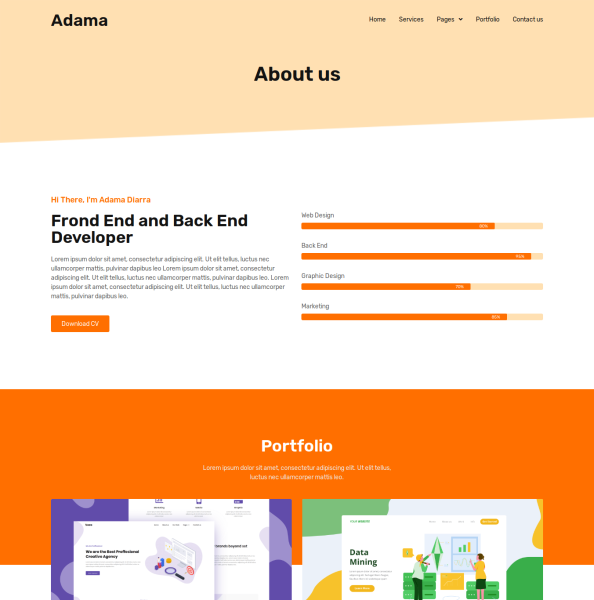 Adama
Home Services Pages Portfolio Contact us
About us
Hi There, I'm Adama Diarra
Frond End and Back End
Developer
Lorem ipsum dolor sit amet, consectetur adipiscing elit. Ut elit tellus, luctus nec
ullamcorper mattis, pulvinar dapibus leo Lorem ipsum dolor sit amet, consectetur
adipiscing elit. Ut elit tellus, luctus nec ullamcorper mattis, pulvinar dapibus leo. Lorem
ipsum dolor sit amet, consectetur adipiscing elit. Ut elit tellus, luctus nec ullamcorper
mattis, pulvinar dapibus leo.
Download CV
Web Design
80%
Back End
95%
Graphic Design
70%
Marketing
85%
Portfolio
Lorem ipsum dolor sit amet, consectetur adipiscing elit. Ut elit tellus,
luctus nec ullamcorper mattis, pulvinar dapibus leo.
We are the Best Proffesional
Creative Agency
YOUR WEBSITE
Data
Mining